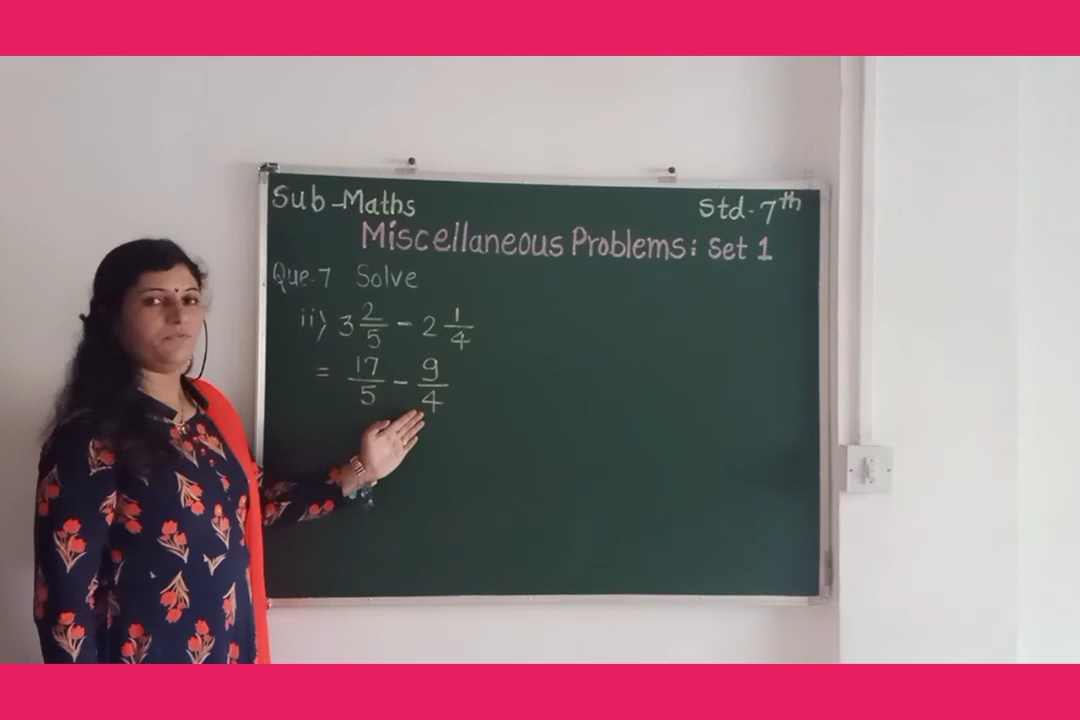 Sub-Maths Std-7th
Miscellaneous Problems: Set 1
Que-7 Solve
ii) 3 2/5 - 2 1/4
= 17/5 - 9/4